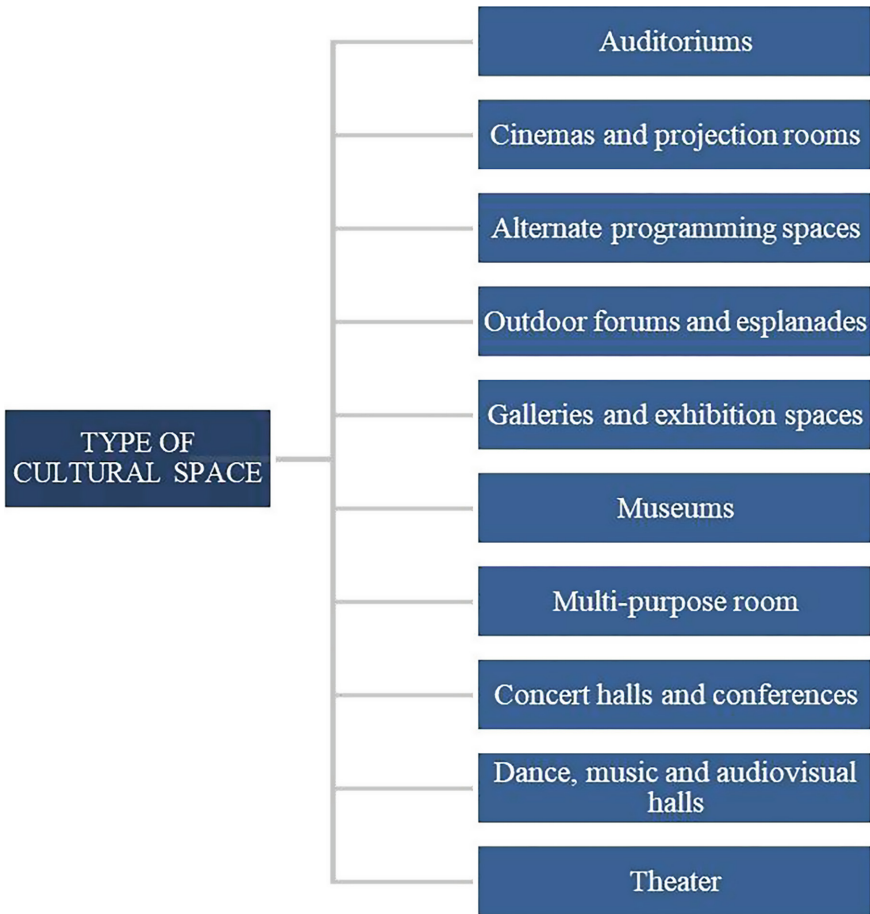 Auditoriums
Cinemas and projection rooms
Alternate programming spaces
Outdoor forums and esplanades
Galleries and exhibition spaces
TYPE OF
CULTURAL SPACE
Museums
Multi-purpose room
Concert halls and conferences
Dance, music and audiovisual
halls
Theater